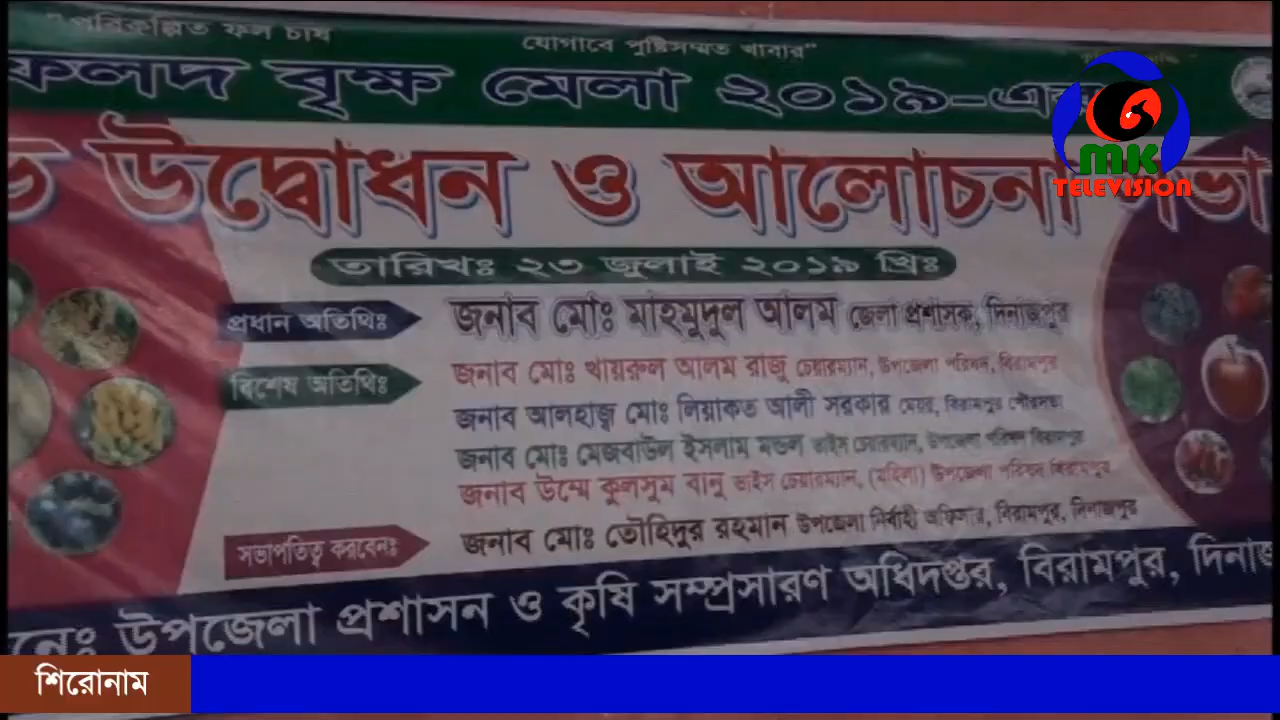 "পরিকল্পিত ফল চাষ যোগাবে পুষ্টিসম্মত খাবার"
ফলদ বৃক্ষ মেলা ২০১৯-এর
উদ্বোধন ও আলোচনা সভা
তারিখঃ ২৩ জুলাই ২০১৯ খ্রিঃ
প্রধান অতিথিঃ জনাব মোঃ মাহমুদুল আলম জেলা প্রশাসক, দিনাজপুর
বিশেষ অতিথিঃ জনাব মোঃ খায়রুল আলম রাজু চেয়ারম্যান, উপজেলা পরিষদ, বিরামপুর
জনাব আলহাজ্ব মোঃ লিয়াকত আলী সরকার মেয়র, বিরামপুর পৌরসভা
জনাব মোঃ মেজবাউল ইসলাম মন্ডল ভাইস চেয়ারম্যান, উপজেলা পরিষদ বিরামপুর
জনাব উম্মে কুলসুম বানু ভাইস চেয়ারম্যান, (মহিলা) উপজেলা পরিষদ বিরামপুর
সভাপতিত্ব করবেনঃ জনাব মোঃ তৌহিদুর রহমান উপজেলা নির্বাহী অফিসার, বিরামপুর, দিনাজপুর
নেঃ উপজেলা প্রশাসন ও কৃষি সম্প্রসারণ অধিদপ্তর, বিরামপুর, দিনাজ
MK
TELEVISION
শিরোনাম